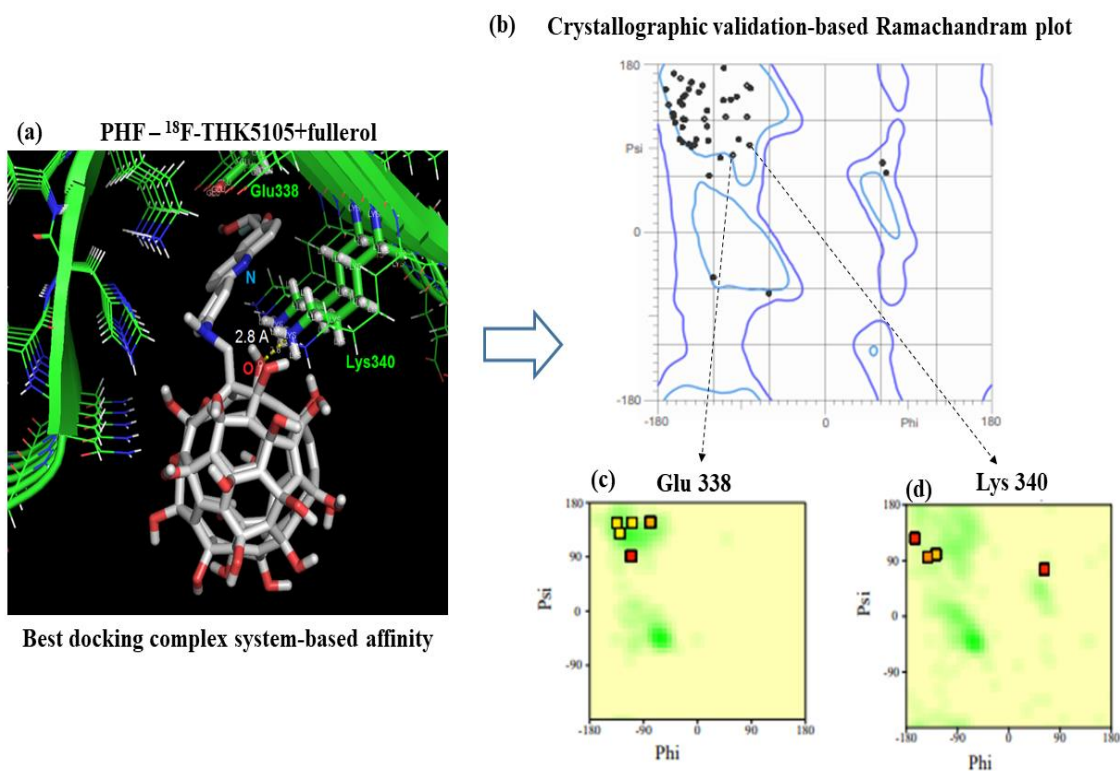 (b) Crystallographic validation-based Ramachandram plot
(a) PHF – ¹⁸F-THK5105+fullerol
Glu338
N
2.8 A
O
Lys340
Best docking complex system-based affinity
180
Psi
0
-180
-180
0
Phi
180
(c) Glu 338
180
90
Psi
0
-90
-180
-90
0
90
180
Phi
(d) Lys 340
180
90
Psi
0
-90
-180
-90
0
90
180
Phi